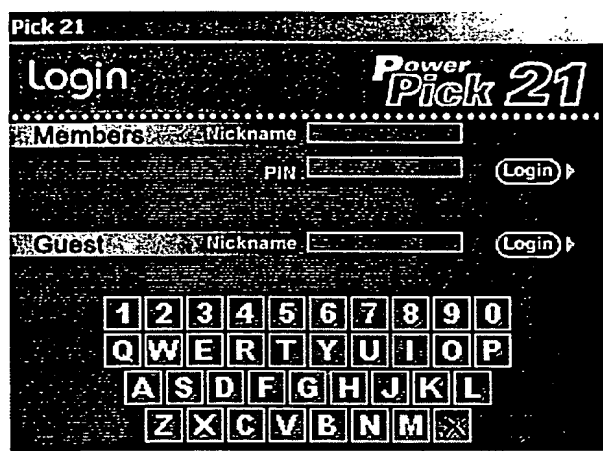 Pick 21
Login
Power Pick 21
Members Nickname
PIN Login
Guest Nickname Login
1 2 3 4 5 6 7 8 9 0
Q W E R T Y U I O P
A S D F G H J K L
Z X C V B N M